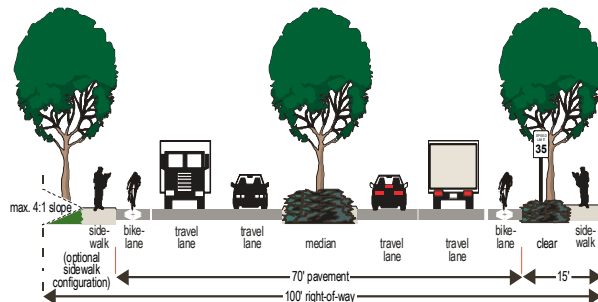 SPEED
LIMIT
35
max. 4:1 slope
side-
walk
(optional
sidewalk
configuration)
bike-
lane
travel
lane
travel
lane
median
travel
lane
travel
lane
bike-
lane
clear
side-
walk
70' pavement
15'
100' right-of-way